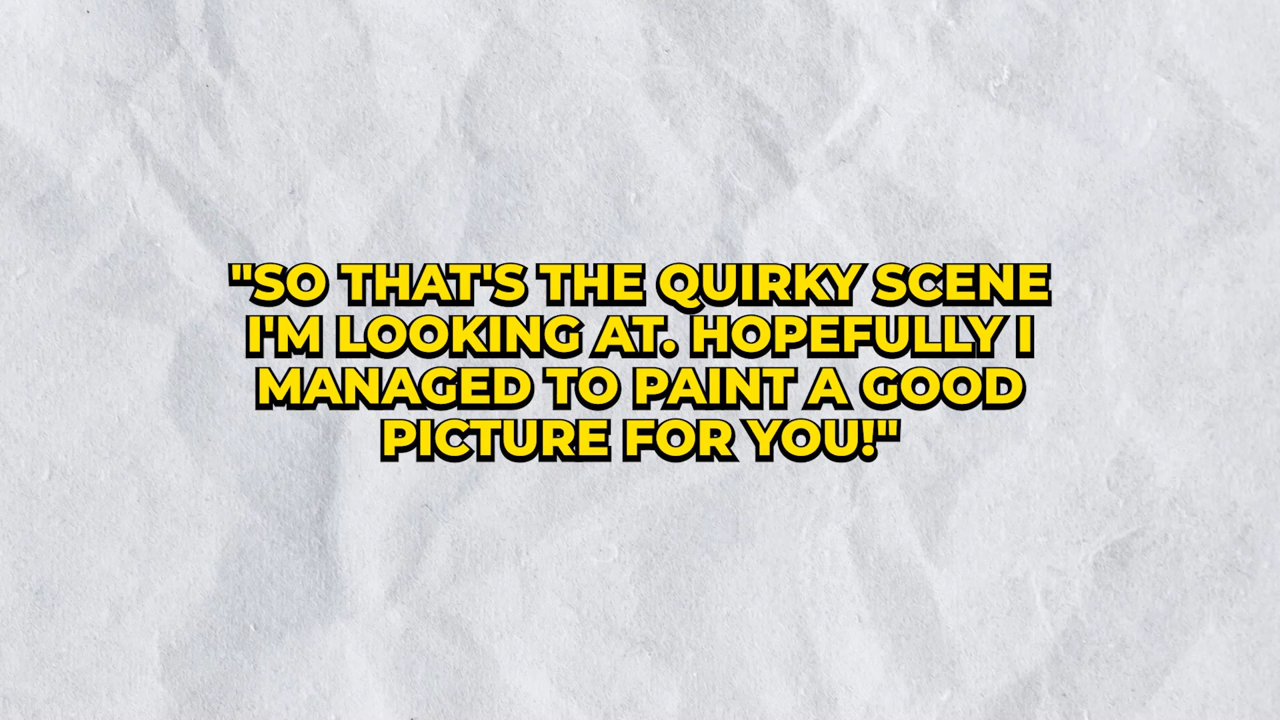 "SO THAT'S THE QUIRKY SCENE
I'M LOOKING AT. HOPEFULLY I
MANAGED TO PAINT A GOOD
PICTURE FOR YOU!"